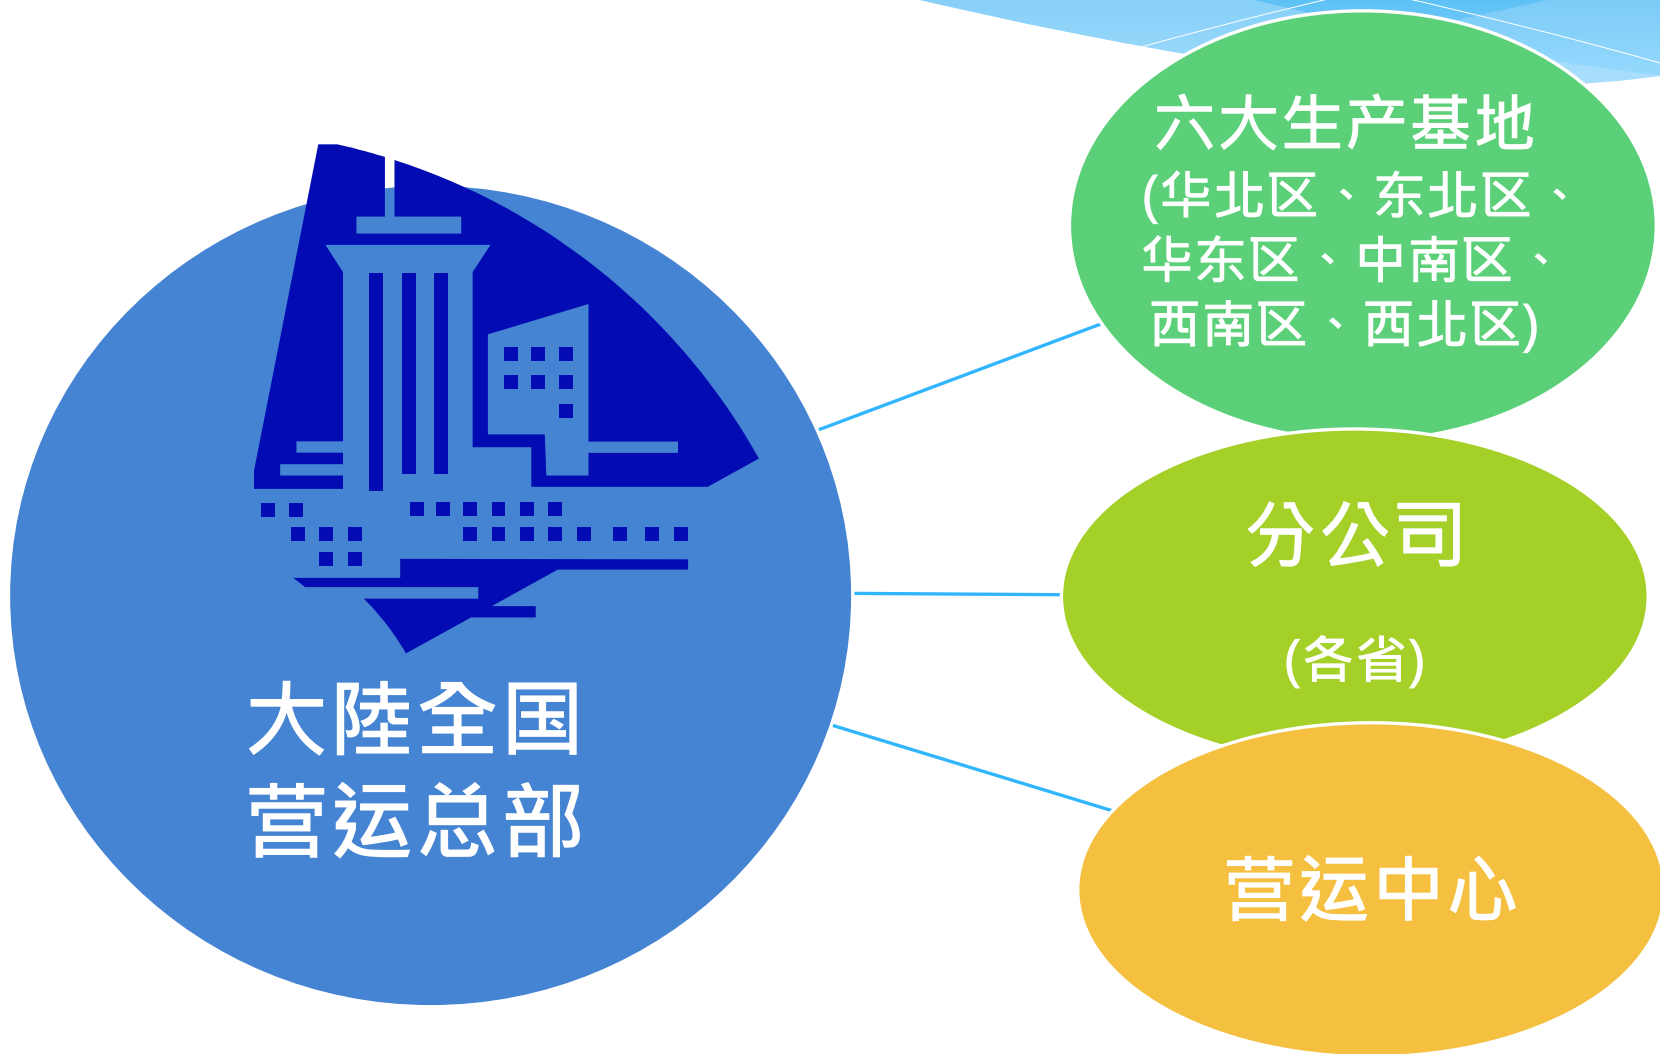 大陸全国
营运总部
六大生产基地
(华北区、东北区、
华东区、中南区、
西南区、西北区)
分公司
(各省)
营运中心